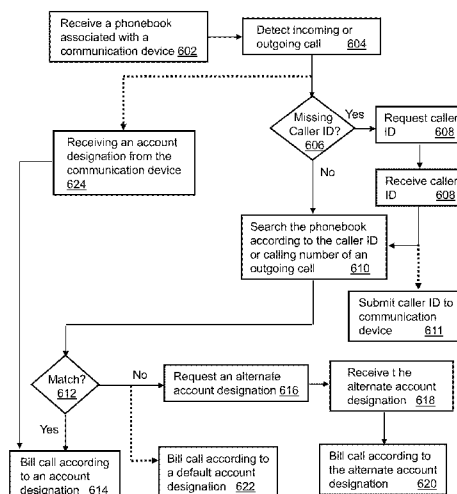 Receive a phonebook
associated with a
communication device 602
Detect incoming or
outgoing call 604
Missing
Caller ID?
606
Yes
Request caller
ID 608
Receiving an account
designation from the
communication device
624
No
Receive caller
ID 608
Search the phonebook
according to the caller ID
or calling number of an
outgoing call 610
Submit caller ID to
communication
device 611
Match?
612
No
Request an alternate
account designation 616
Receive t he
alternate account
designation 618
Yes
Bill call according
to an account
designation 614
Bill call according to
a default account
designation 622
Bill call according to
the alternate account
designation 620